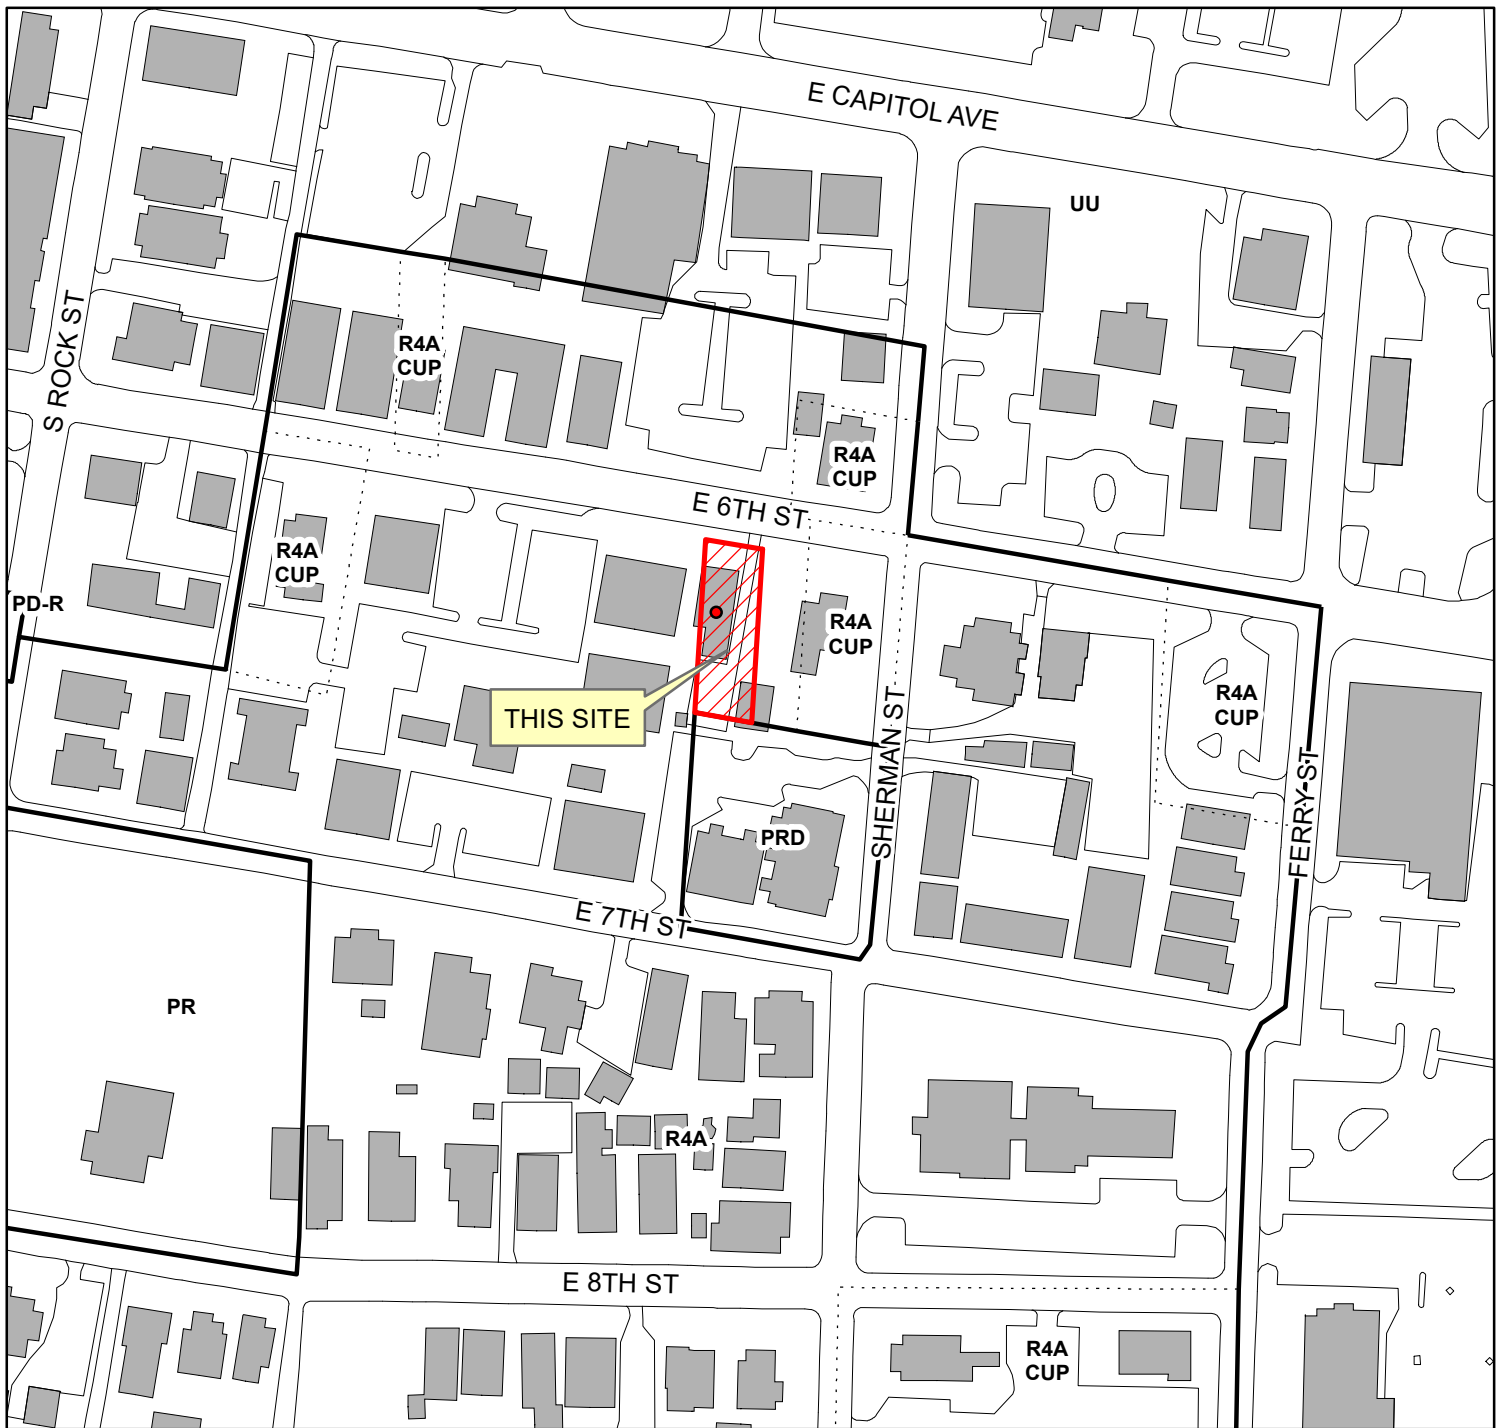 E CAPITOL AVE
UU
S ROCK ST
R4A
CUP
R4A
CUP
E 6TH ST
R4A
CUP
PD-R
R4A
CUP
R4A
CUP
THIS SITE
SHERMAN ST
FERRY ST
PRD
E 7TH ST
PR
R4A
E 8TH ST
R4A
CUP